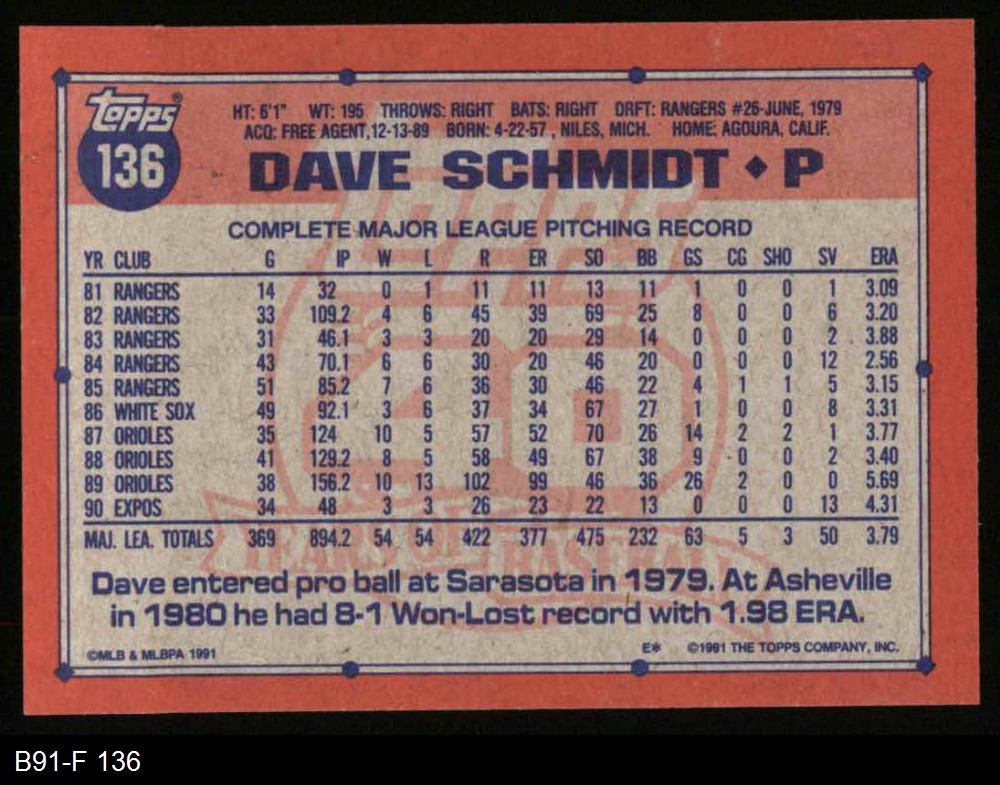 topps®
136
HT: 6'1" WT: 195 THROWS: RIGHT BATS: RIGHT DRFT: RANGERS #26-JUNE, 1979
ACQ: FREE AGENT,12-13-89 BORN: 4-22-57 , NILES, MICH. HOME: AGOURA, CALIF.
DAVE SCHMIDT ♦ P
COMPLETE MAJOR LEAGUE PITCHING RECORD
YR CLUB G IP W L R ER SO BB GS CG SHO SV ERA
81 RANGERS 14 32 0 1 11 11 13 11 1 0 0 1 3.09
82 RANGERS 33 109.2 4 6 45 39 69 25 8 0 0 6 3.20
83 RANGERS 31 46.1 3 3 20 20 29 14 0 0 0 2 3.88
84 RANGERS 43 70.1 6 6 30 20 46 20 0 0 0 12 2.56
85 RANGERS 51 85.2 7 6 36 30 46 22 4 1 1 5 3.15
86 WHITE SOX 49 92.1 3 6 37 34 67 27 1 0 0 8 3.31
87 ORIOLES 35 124 10 5 57 52 70 26 14 2 2 1 3.77
88 ORIOLES 41 129.2 8 5 58 49 67 38 9 0 0 2 3.40
89 ORIOLES 38 156.2 10 13 102 99 46 36 26 2 0 0 5.69
90 EXPOS 34 48 3 3 26 23 22 13 0 0 0 13 4.31
MAJ. LEA. TOTALS 369 894.2 54 54 422 377 475 232 63 5 3 50 3.79
Topps
40
YEARS OF BASEBALL
Dave entered pro ball at Sarasota in 1979. At Asheville
in 1980 he had 8-1 Won-Lost record with 1.98 ERA.
©MLB & MLBPA 1991 E* ©1991 THE TOPPS COMPANY, INC.
B91-F 136